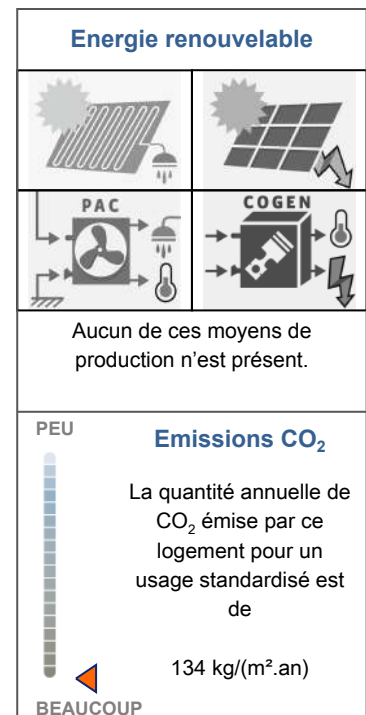 Energie renouvelable
PAC
COGEN
Aucun de ces moyens de
production n'est présent.
PEU
Emissions CO₂
La quantité annuelle de
CO₂ émise par ce
logement pour un
usage standardisé est
de
134 kg/(m².an)
BEAUCOUP